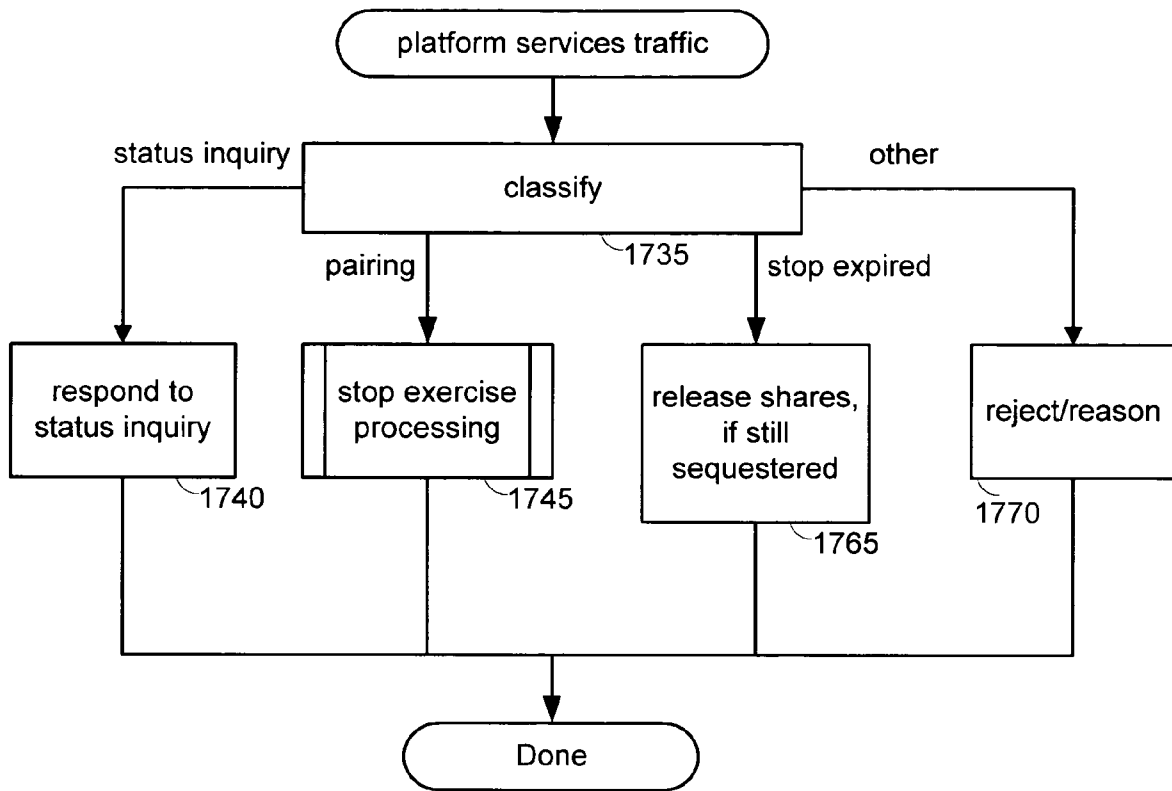 platform services traffic
status inquiry
other
classify
1735
pairing
stop expired
respond to
status inquiry
1740
stop exercise
processing
1745
release shares,
if still
sequestered
1765
reject/reason
1770
Done